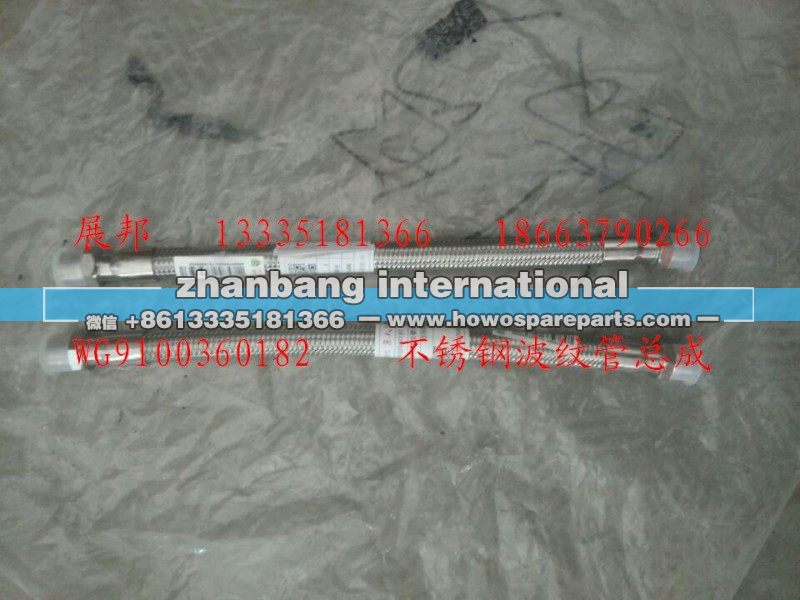 展邦 13335181366 18663790266
zhanbang international
微信 +8613335181366 — www.howospareparts.com —
WG9100360182 不锈钢波纹管总成